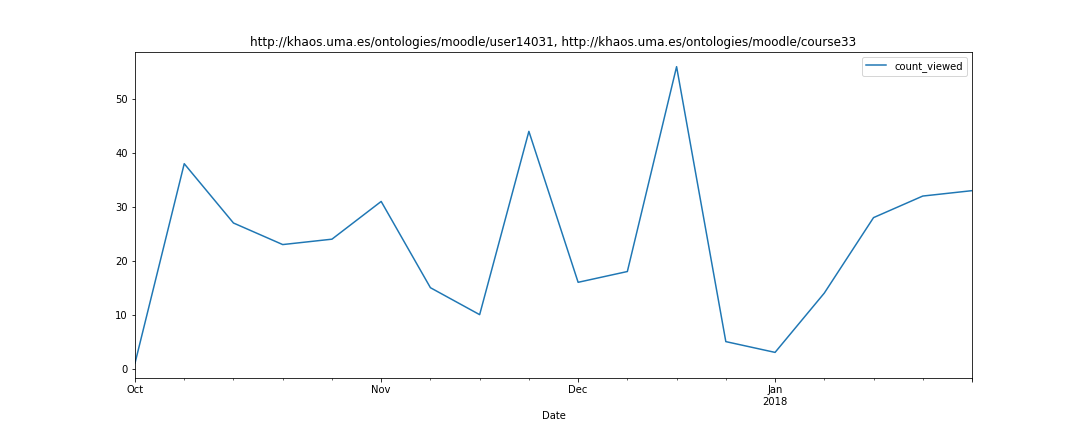 http://khaos.uma.es/ontologies/moodle/user14031, http://khaos.uma.es/ontologies/moodle/course33
count_viewed
50
40
30
20
10
0
Oct
Nov
Dec
Jan
2018
Date